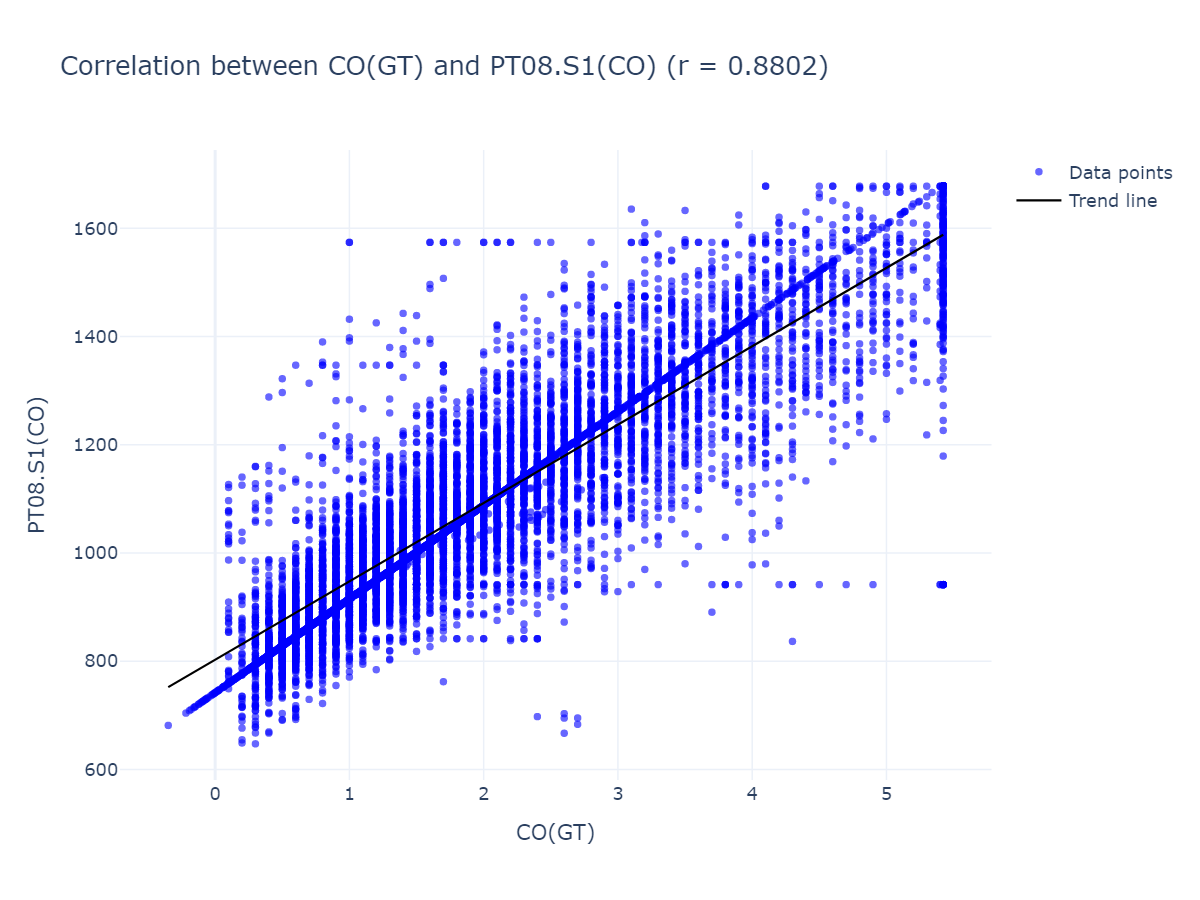 Correlation between CO(GT) and PT08.S1(CO) (r = 0.8802)
Data points
Trend line
1600
1400
1200
1000
800
600
PT08.S1(CO)
0 1 2 3 4 5
CO(GT)